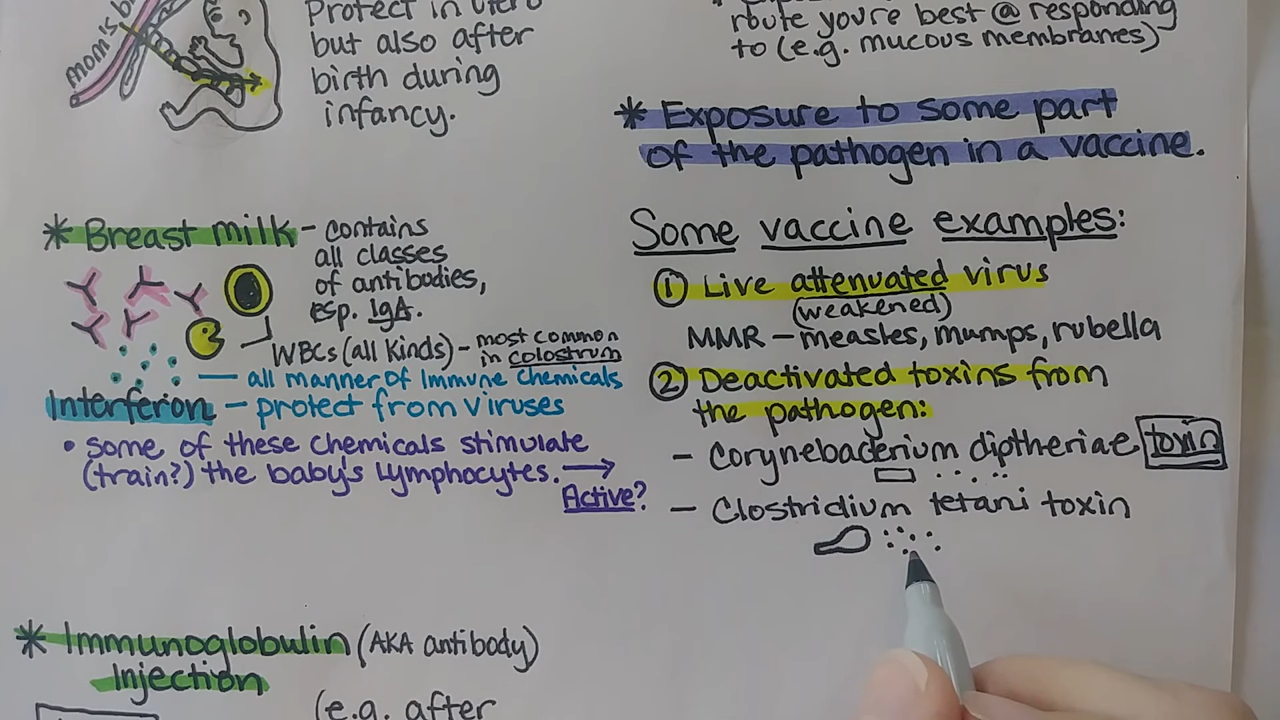 mom's b
Protect in utero
but also after
birth during
infancy.
* Breast milk - contains
all classes
of antibodies,
esp. IgA.
WBCs (all kinds) - most common
in colostrum
all manner of immune chemicals
Interferon - protect from viruses
• some of these chemicals stimulate
(train?) the baby's lymphocytes. →
Active?
* Immunoglobulin (AKA antibody)
Injection
(e.g. after
route you're best @ responding
to (e.g. mucous membranes)
* Exposure to some part
of the pathogen in a vaccine.
Some vaccine examples:
① Live attenuated virus
(weakened)
MMR - measles, mumps, rubella
② Deactivated toxins from
the pathogen:
- Corynebacterium diptheriae toxin
- Clostridium tetani toxin